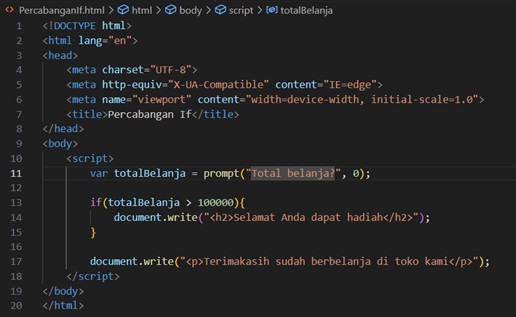 PercabanganIf.html > html > body > script > totalBelanja
1 <!DOCTYPE html>
2 <html lang="en">
3 <head>
4 <meta charset="UTF-8">
5 <meta http-equiv="X-UA-Compatible" content="IE=edge">
6 <meta name="viewport" content="width=device-width, initial-scale=1.0">
7 <title>Percabangan If</title>
8 </head>
9 <body>
10 <script>
11 var totalBelanja = prompt("Total belanja?", 0);
12
13 if(totalBelanja > 100000){
14 document.write("<h2>Selamat Anda dapat hadiah</h2>");
15 }
16
17 document.write("<p>Terimakasih sudah berbelanja di toko kami</p>");
18 </script>
19 </body>
20 </html>